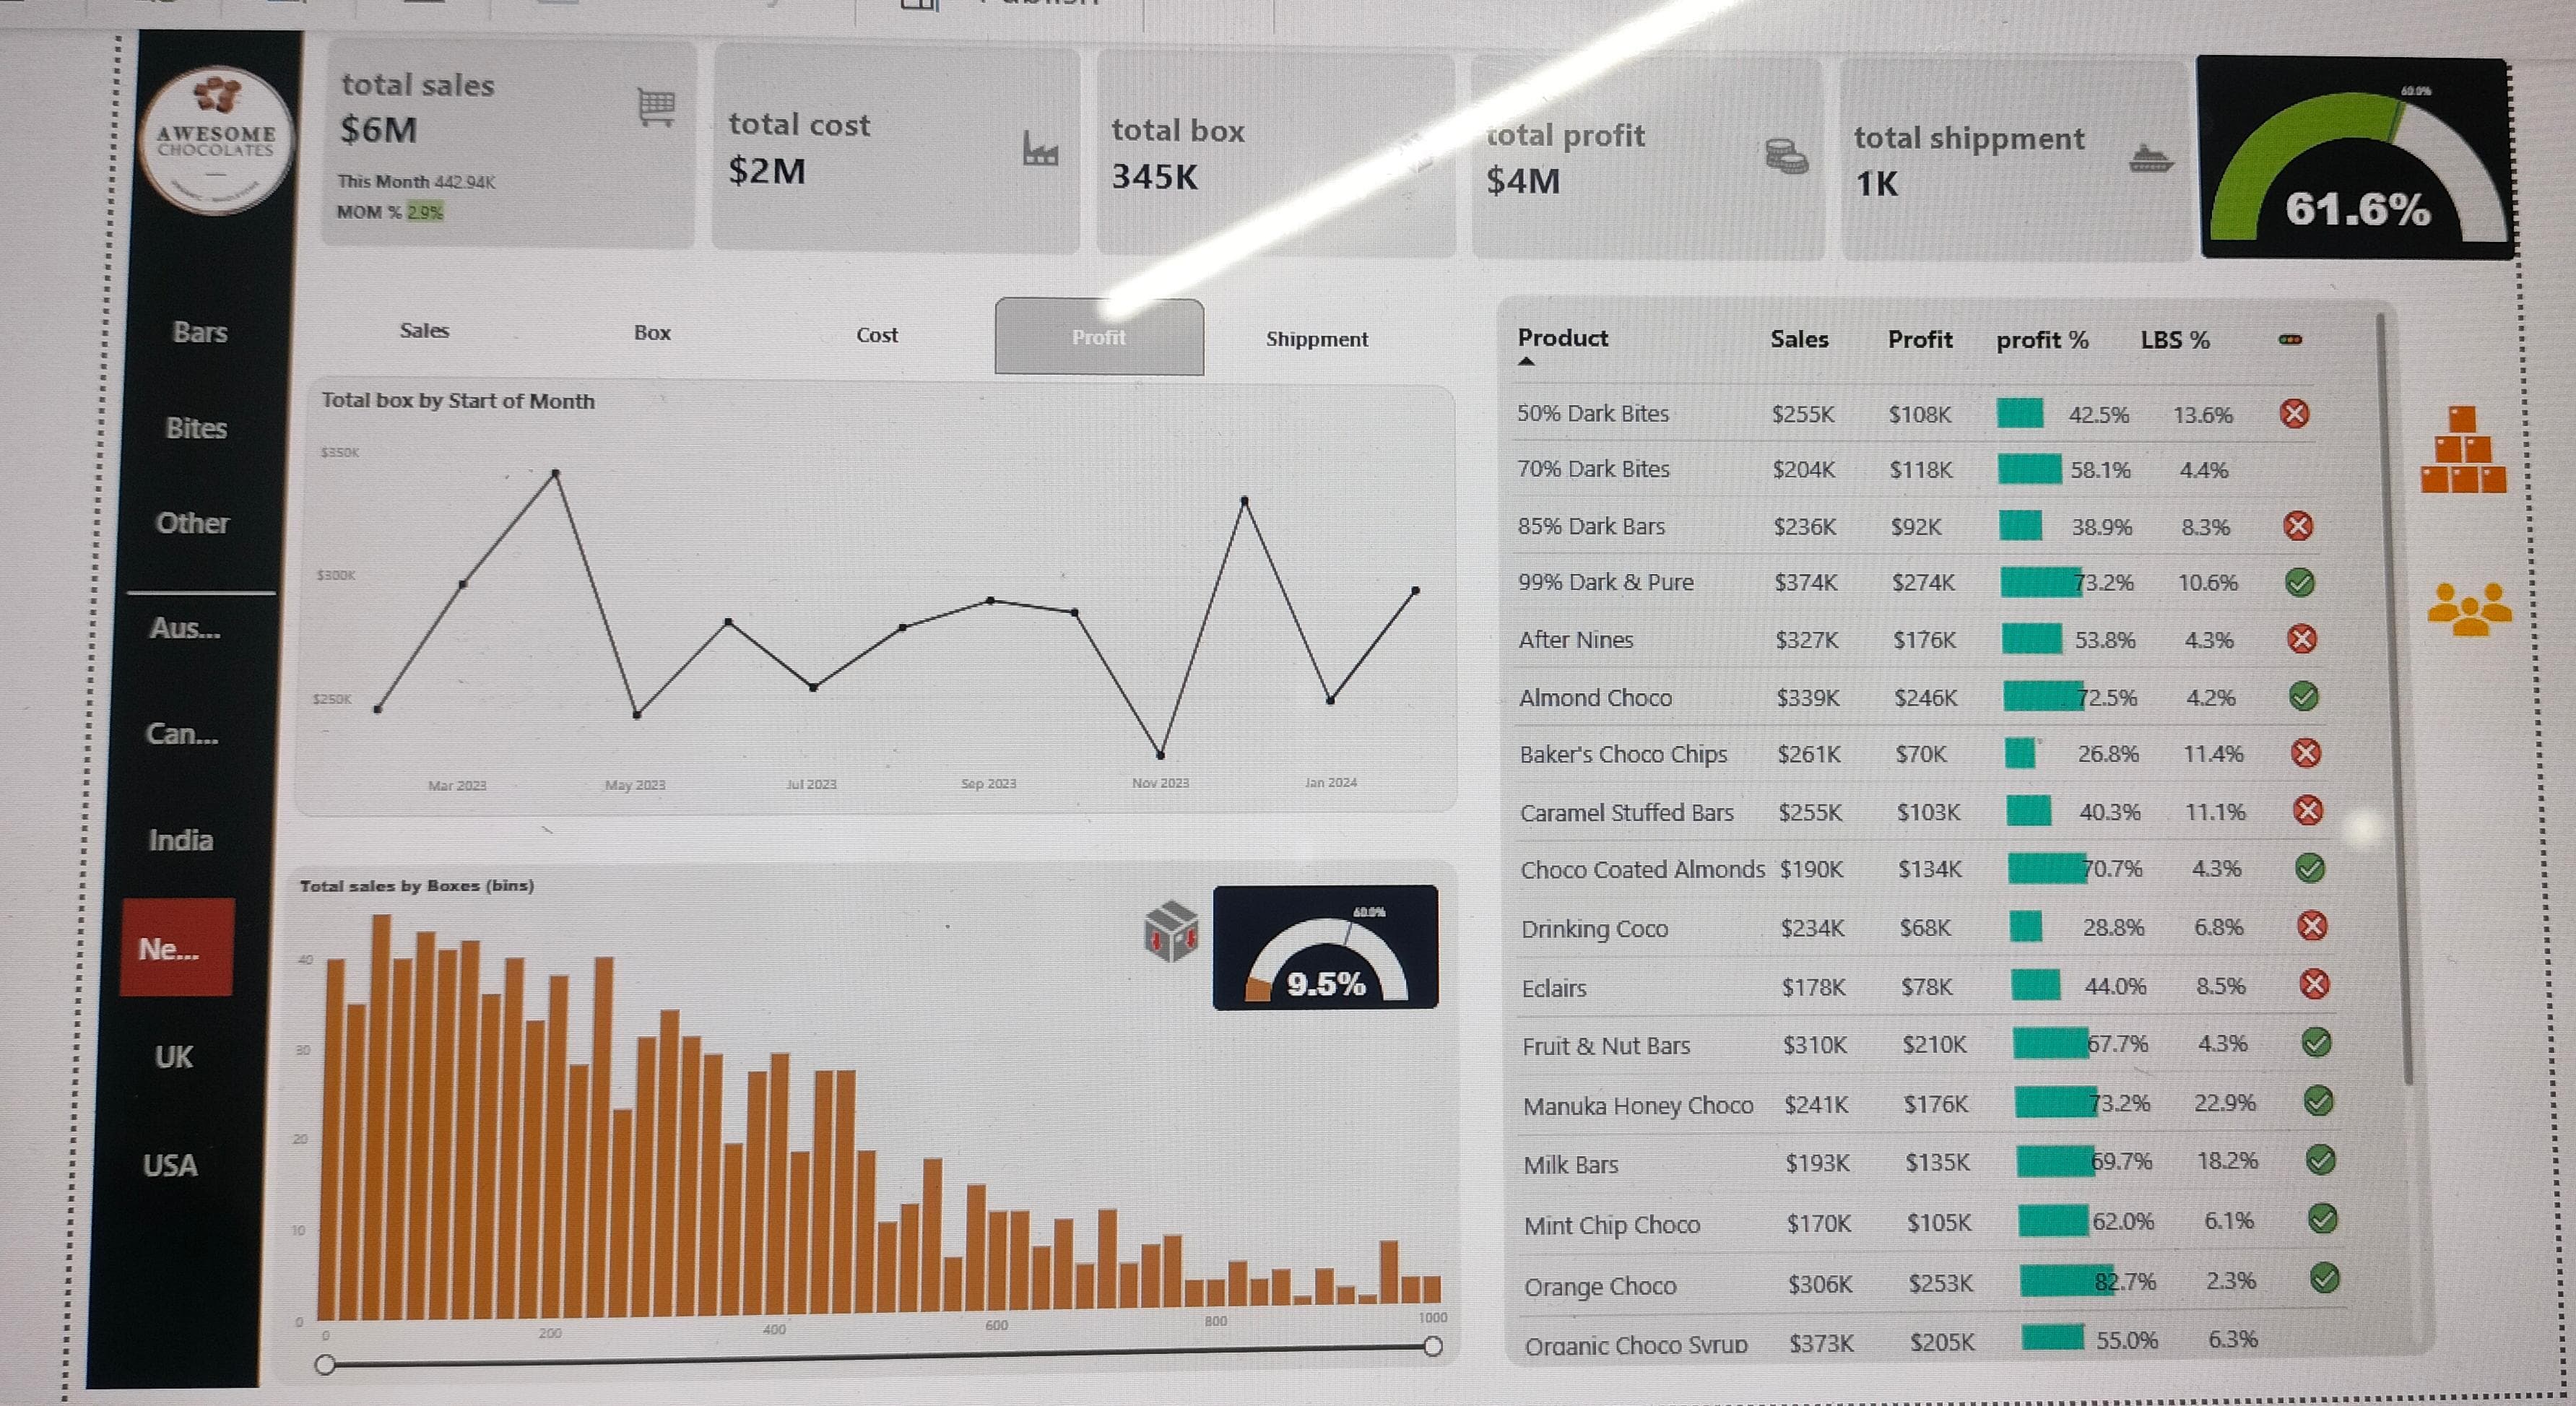 AWESOME
CHOCOLATES
Bars
Bites
Other
Aus...
Can...
India
Ne...
UK
USA
total sales
$6M
This Month 442.94K
MOM % 2.9%
total cost
$2M
total box
345K
total profit
$4M
total shippment
1K
60.0%
61.6%
Sales Box Cost Profit Shippment
Total box by Start of Month
$350K
$300K
$250K
Mar 2023 May 2023 Jul 2023 Sep 2023 Nov 2023 Jan 2024
Total sales by Boxes (bins)
60.0%
9.5%
40
30
20
10
0
0 200 400 600 800 1000
Product Sales Profit profit % LBS %
50% Dark Bites $255K $108K 42.5% 13.6%
70% Dark Bites $204K $118K 58.1% 4.4%
85% Dark Bars $236K $92K 38.9% 8.3%
99% Dark & Pure $374K $274K 73.2% 10.6%
After Nines $327K $176K 53.8% 4.3%
Almond Choco $339K $246K 72.5% 4.2%
Baker's Choco Chips $261K $70K 26.8% 11.4%
Caramel Stuffed Bars $255K $103K 40.3% 11.1%
Choco Coated Almonds $190K $134K 70.7% 4.3%
Drinking Coco $234K $68K 28.8% 6.8%
Eclairs $178K $78K 44.0% 8.5%
Fruit & Nut Bars $310K $210K 67.7% 4.3%
Manuka Honey Choco $241K $176K 73.2% 22.9%
Milk Bars $193K $135K 69.7% 18.2%
Mint Chip Choco $170K $105K 62.0% 6.1%
Orange Choco $306K $253K 82.7% 2.3%
Organic Choco Syrup $373K $205K 55.0% 6.3%